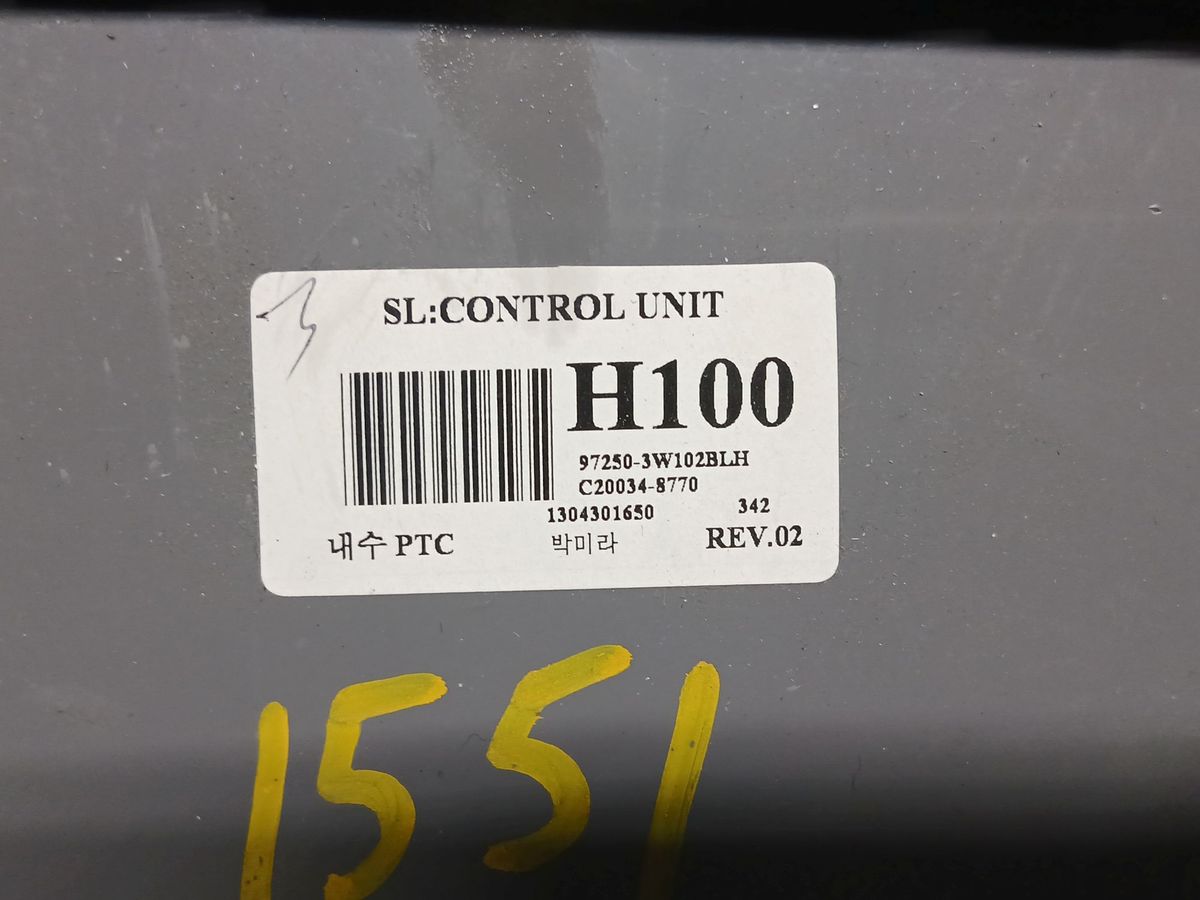 SL:CONTROL UNIT
H100
97250-3W102BLH
C20034-8770
1304301650 342
내수 PTC 박미라 REV.02
1551